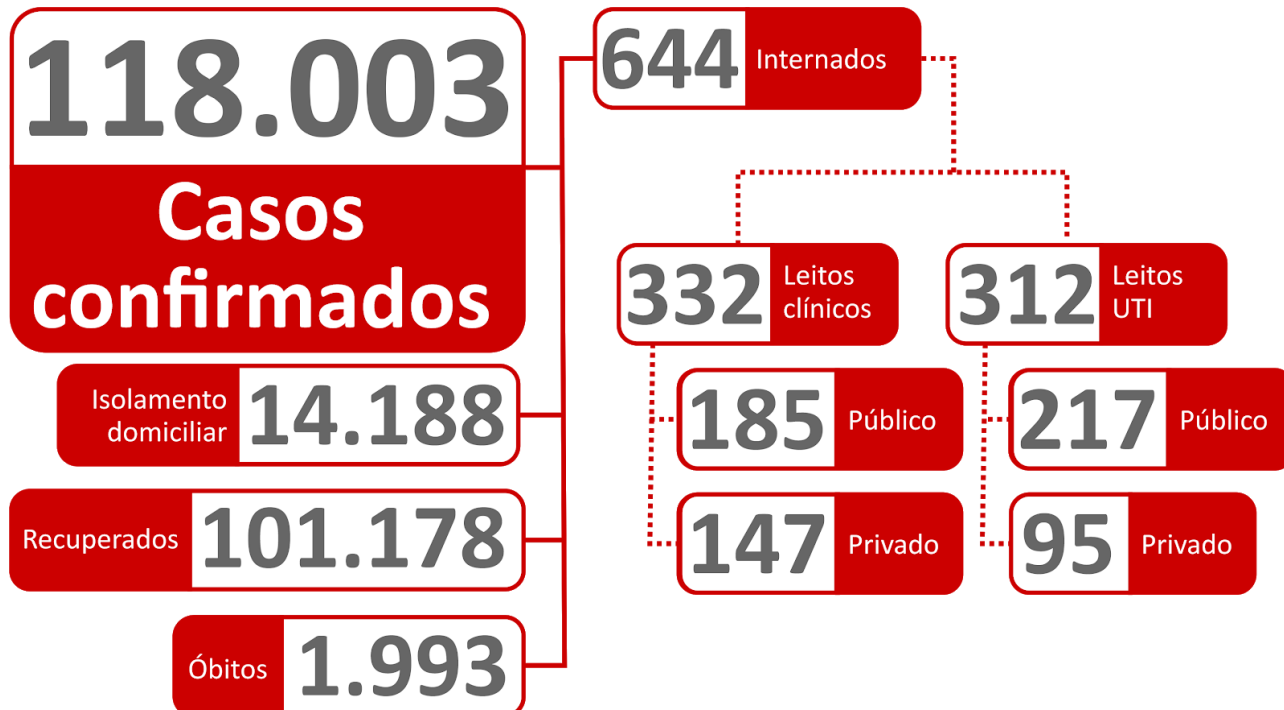 118.003
Casos
confirmados
Isolamento
domiciliar
14.188
Recuperados
101.178
Óbitos
1.993
644
Internados
332
Leitos
clínicos
185
Público
147
Privado
312
Leitos
UTI
217
Público
95
Privado